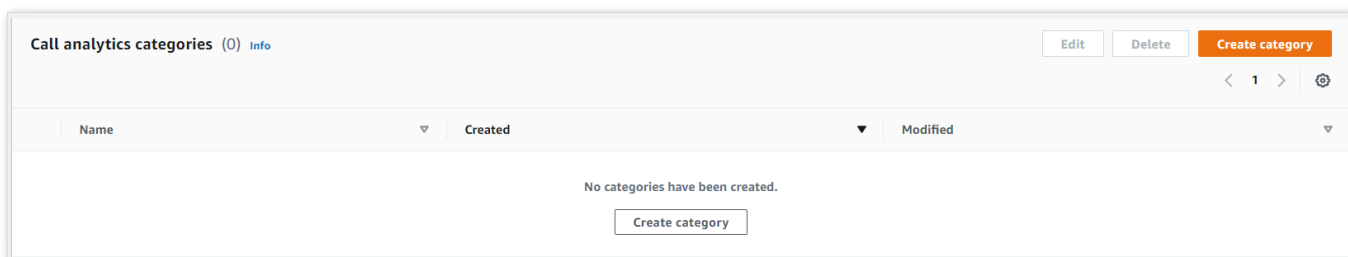 Call analytics categories (0) Info
Edit
Delete
Create category
1
Name
Created
Modified
No categories have been created.
Create category